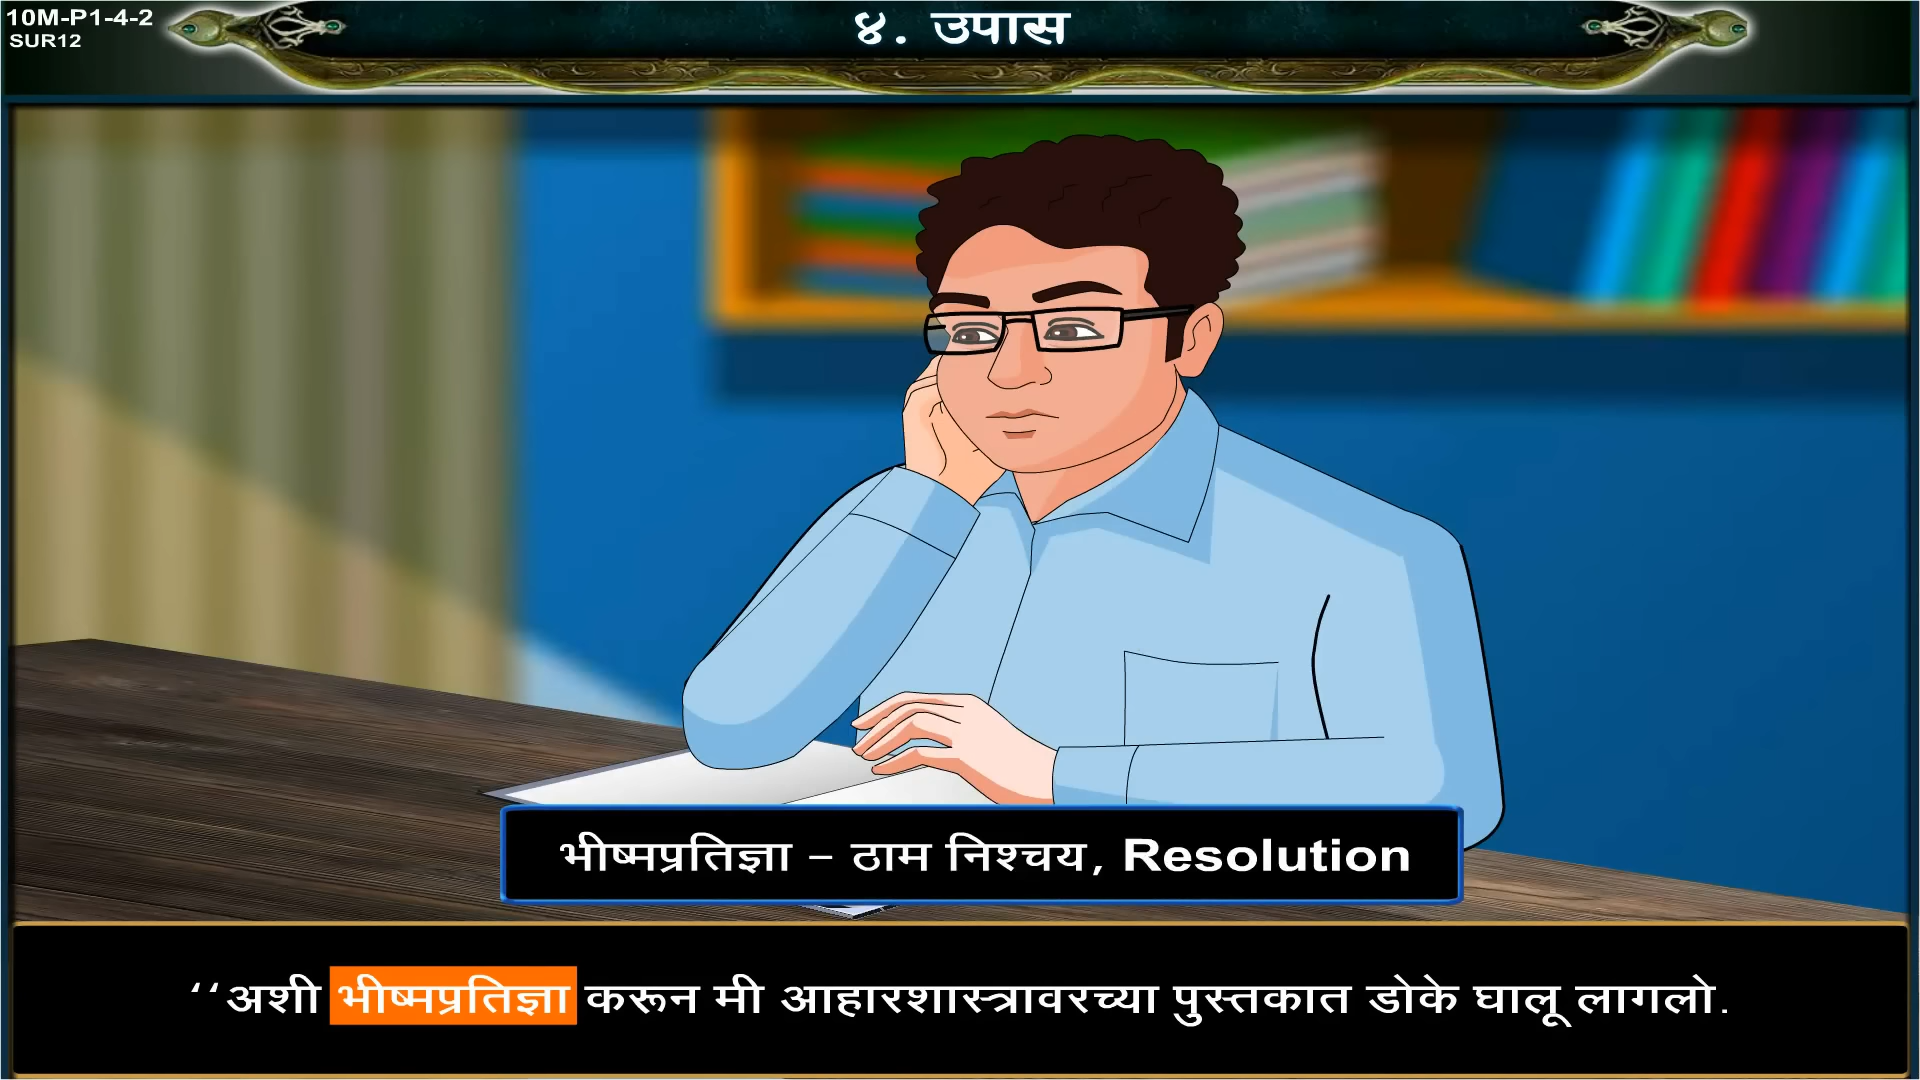 10M-P1-4-2
SUR12
४. उपास
भीष्मप्रतिज्ञा – ठाम निश्चय, Resolution
‘‘अशी भीष्मप्रतिज्ञा करून मी आहारशास्त्रावरच्या पुस्तकात डोके घालू लागलो.